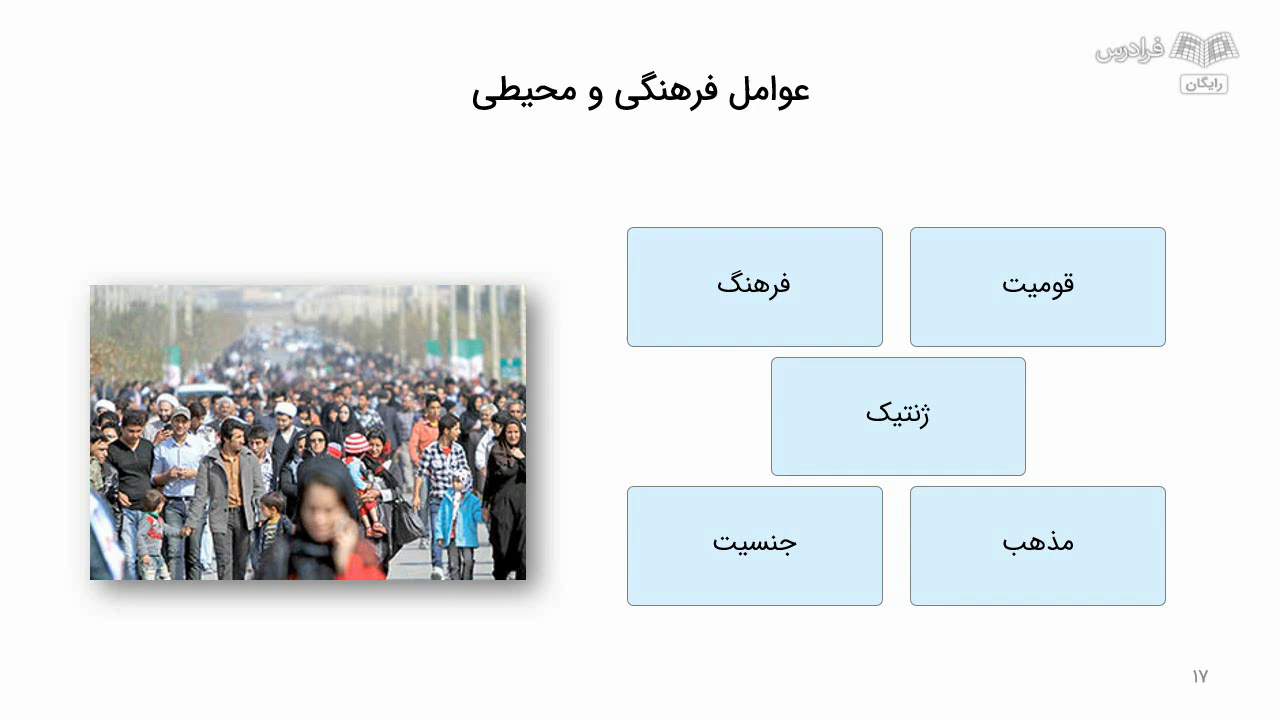 فرادرس
رایگان
عوامل فرهنگی و محیطی
قومیت
فرهنگ
ژنتیک
مذهب
جنسیت
۱۷